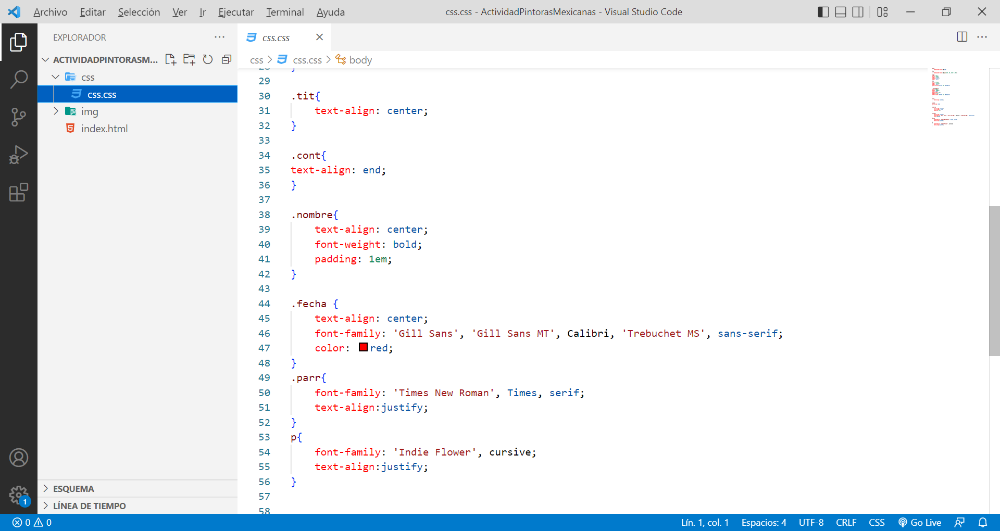 Archivo Editar Selección Ver Ir Ejecutar Terminal Ayuda css.css - ActividadPintorasMexicanas - Visual Studio Code
EXPLORADOR
ACTIVIDADPINTORASM...
css
css.css
img
index.html
ESQUEMA
LÍNEA DE TIEMPO
1
css.css
css > css.css > body
29
30 .tit{
31 text-align: center;
32 }
33
34 .cont{
35 text-align: end;
36 }
37
38 .nombre{
39 text-align: center;
40 font-weight: bold;
41 padding: 1em;
42 }
43
44 .fecha {
45 text-align: center;
46 font-family: 'Gill Sans', 'Gill Sans MT', Calibri, 'Trebuchet MS', sans-serif;
47 color: red;
48 }
49 .parr{
50 font-family: 'Times New Roman', Times, serif;
51 text-align:justify;
52 }
53 p{
54 font-family: 'Indie Flower', cursive;
55 text-align:justify;
56 }
57
58
0 0 Lín. 1, col. 1 Espacios: 4 UTF-8 CRLF CSS Go Live